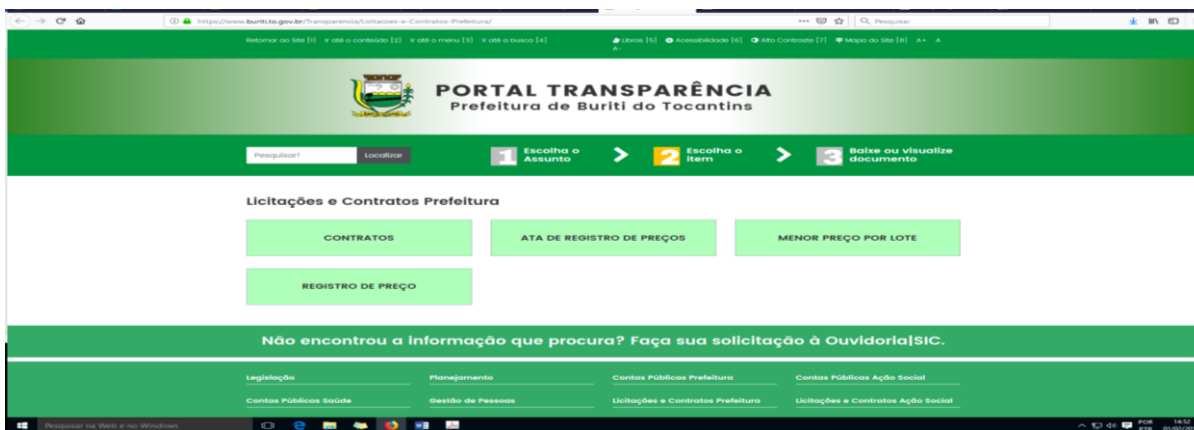 https://www.buriti.to.gov.br/Transparencia/Licitacoes-e-Contratos-Prefeitura/
Pesquisar
Retornar ao Site [1] Ir até o conteúdo [2] Ir até o menu [3] Ir até a busca [4] Libras [5] Acessibilidade [6] Alto Contraste [7] Mapa do Site [8] A+ A
A-
PORTAL TRANSPARÊNCIA
Prefeitura de Buriti do Tocantins
Pesquisar! Localizar 1 Escolha o Assunto 2 Escolha o item 3 Baixe ou visualize documento
Licitações e Contratos Prefeitura
CONTRATOS ATA DE REGISTRO DE PREÇOS MENOR PREÇO POR LOTE
REGISTRO DE PREÇO
Não encontrou a informação que procura? Faça sua solicitação à Ouvidoria|SIC.
Legislação Planejamento Contas Públicas Prefeitura Contas Públicas Ação Social
Contas Públicas Saúde Gestão de Pessoas Licitações e Contratos Prefeitura Licitações e Contratos Ação Social
Pesquisar na Web e no Windows POR 14:52
PTB